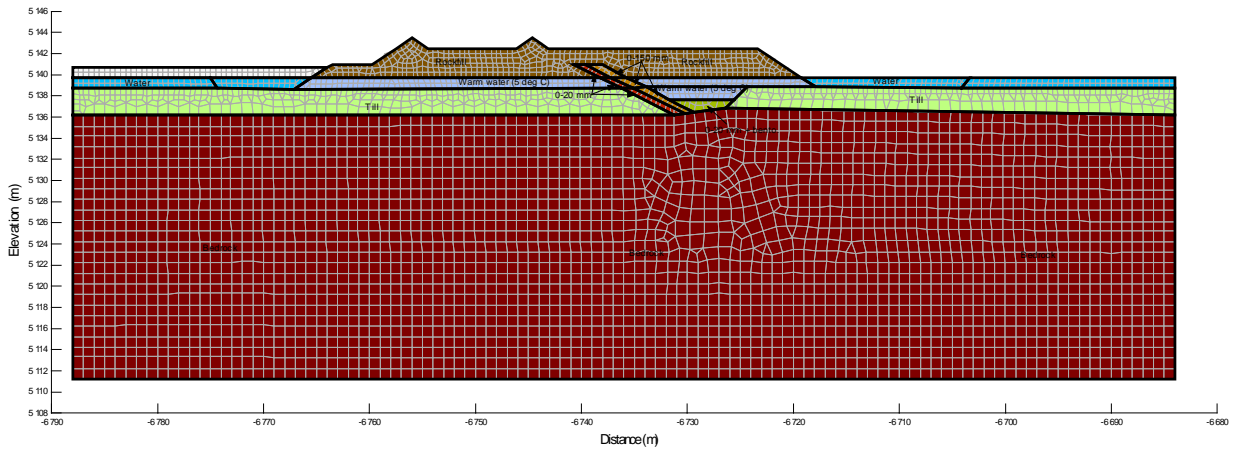 5 146
5 144
5 142
5 140
5 138
5 136
5 134
5 132
5 130
5 128
5 126
5 124
5 122
5 120
5 118
5 116
5 114
5 112
5 110
5 108
Elevation (m)
Rockfill
Rockfill
Water
Warm water (5 deg C)
Water
0-20 mm
Till
Till
Bedrock
Bedrock
Bedrock
-6 790
-6 780
-6 770
-6 760
-6 750
-6 740
-6 730
-6 720
-6 710
-6 700
-6 690
-6 680
Distance (m)